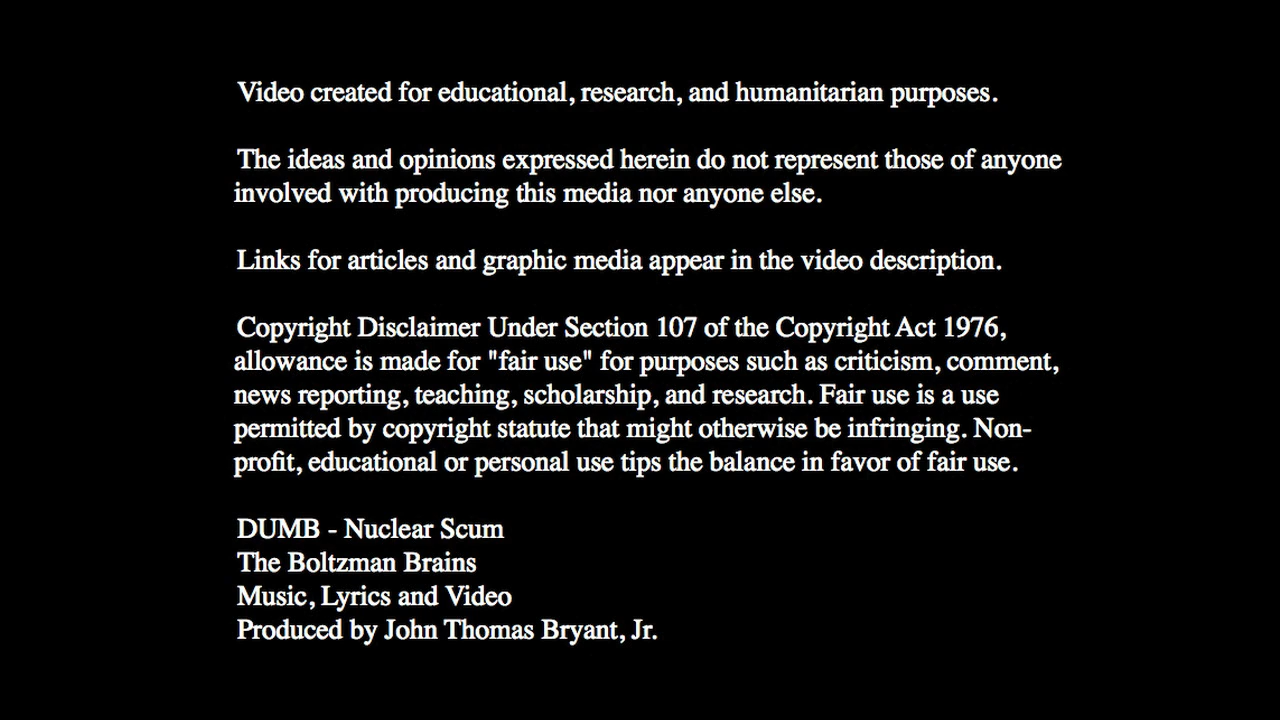 Video created for educational, research, and humanitarian purposes.
The ideas and opinions expressed herein do not represent those of anyone
involved with producing this media nor anyone else.
Links for articles and graphic media appear in the video description.
Copyright Disclaimer Under Section 107 of the Copyright Act 1976,
allowance is made for "fair use" for purposes such as criticism, comment,
news reporting, teaching, scholarship, and research. Fair use is a use
permitted by copyright statute that might otherwise be infringing. Non-
profit, educational or personal use tips the balance in favor of fair use.
DUMB - Nuclear Scum
The Boltzman Brains
Music, Lyrics and Video
Produced by John Thomas Bryant, Jr.